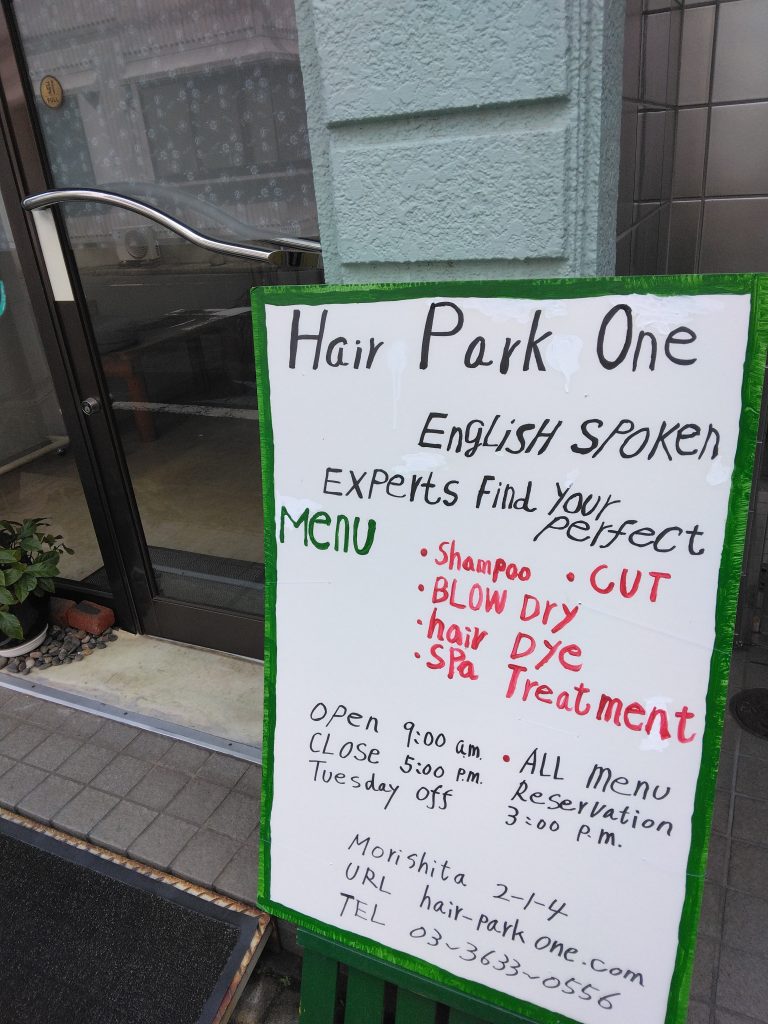 引
PULL
Hair Park One
ENGLISH SPOKEN
EXPERTS FIND your
perfect
MENU
• Shampoo • CUT
• BLOW Dry
• hair Dye
• SPa Treatment
OPEN 9:00 a.m.
CLOSE 5:00 P.M.
Tuesday Off
• ALL menu
Reservation
3:00 P.M.
Morishita 2-1-4
URL hair-park one.com
TEL 03-3633-0556